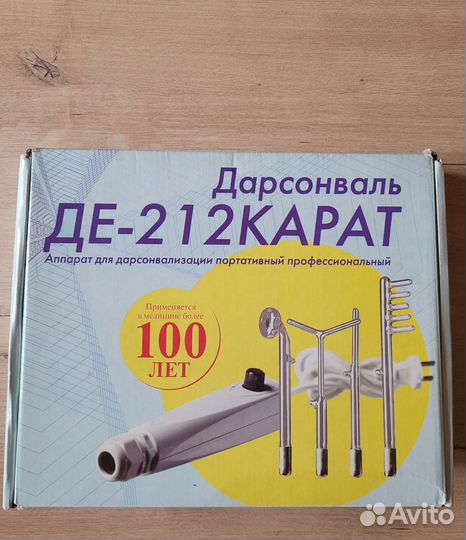 Дарсонваль
ДЕ-212КАРАТ
Аппарат для дарсонвализации портативный профессиональный
Применяется
в медицине более
100
ЛЕТ
Avito